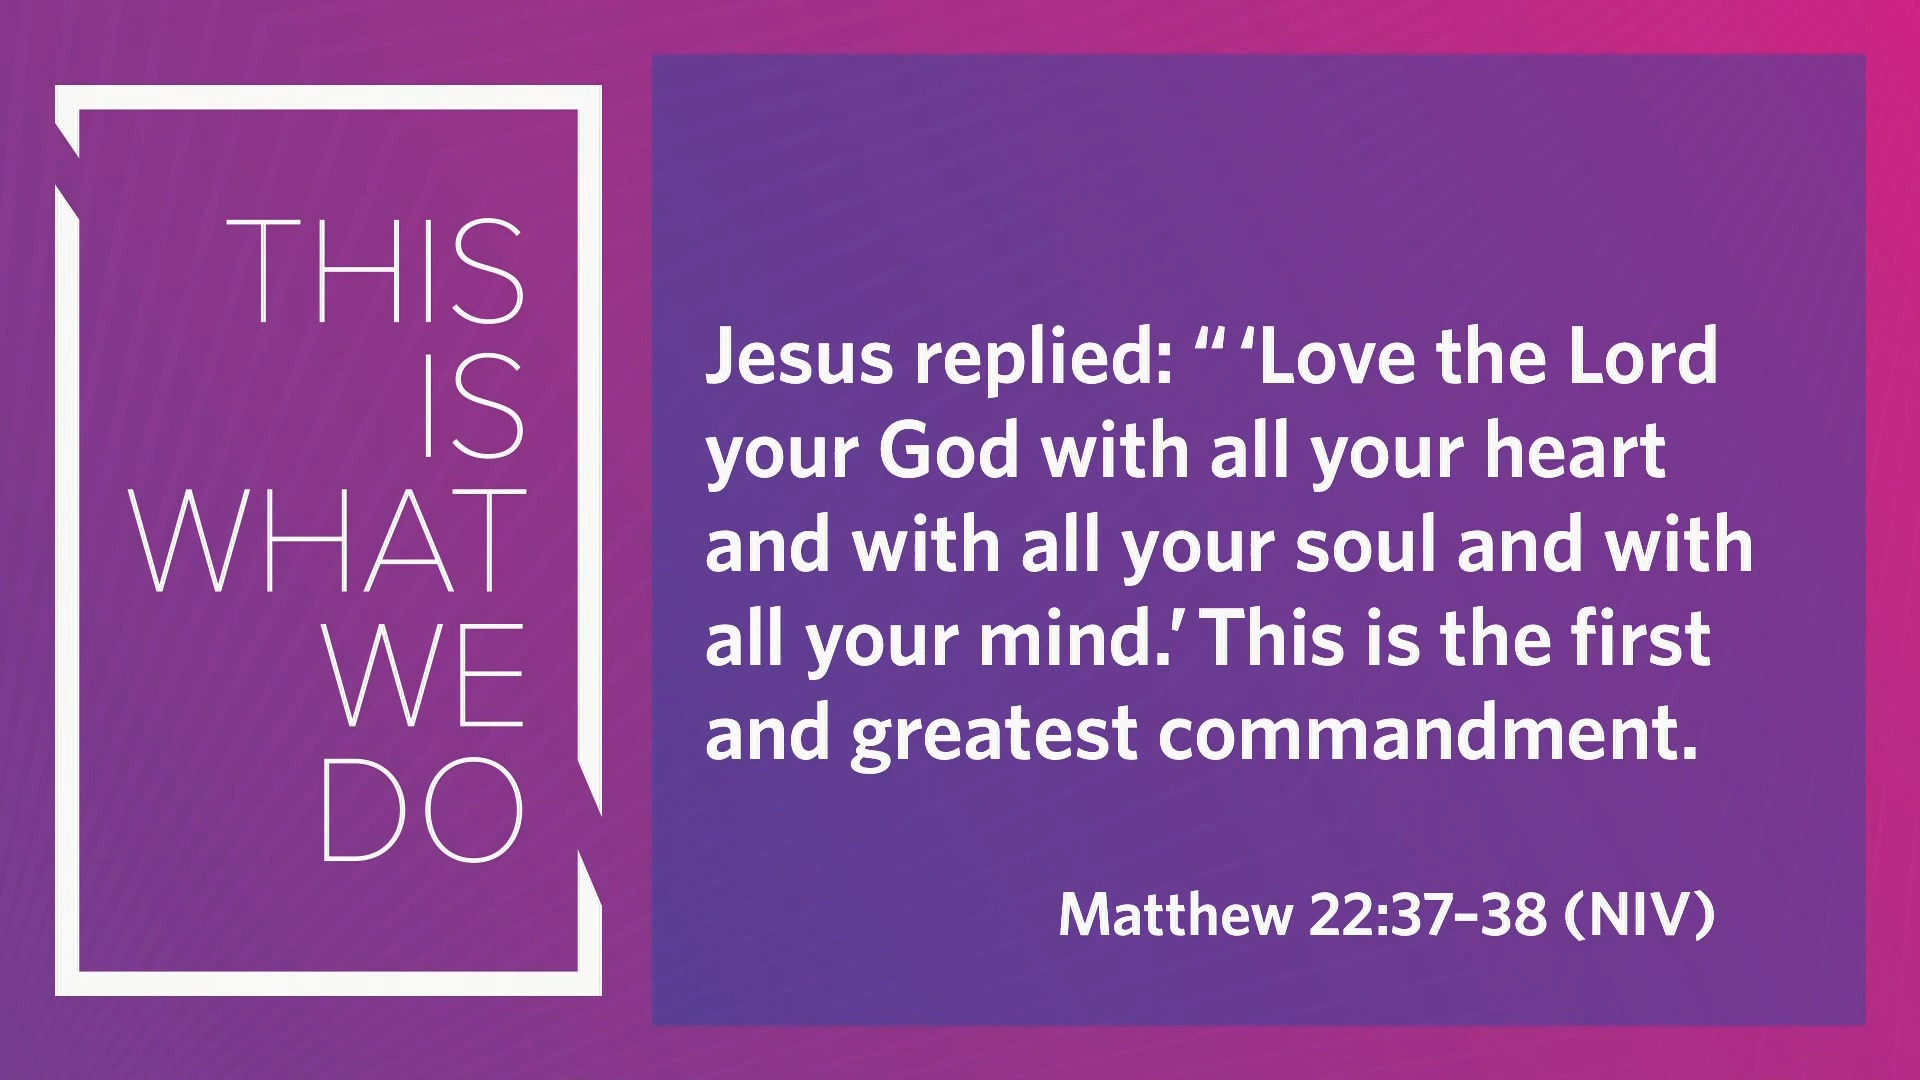 THIS
IS
WHAT
WE
DO
Jesus replied: “ ‘Love the Lord
your God with all your heart
and with all your soul and with
all your mind.’ This is the first
and greatest commandment.
Matthew 22:37–38 (NIV)